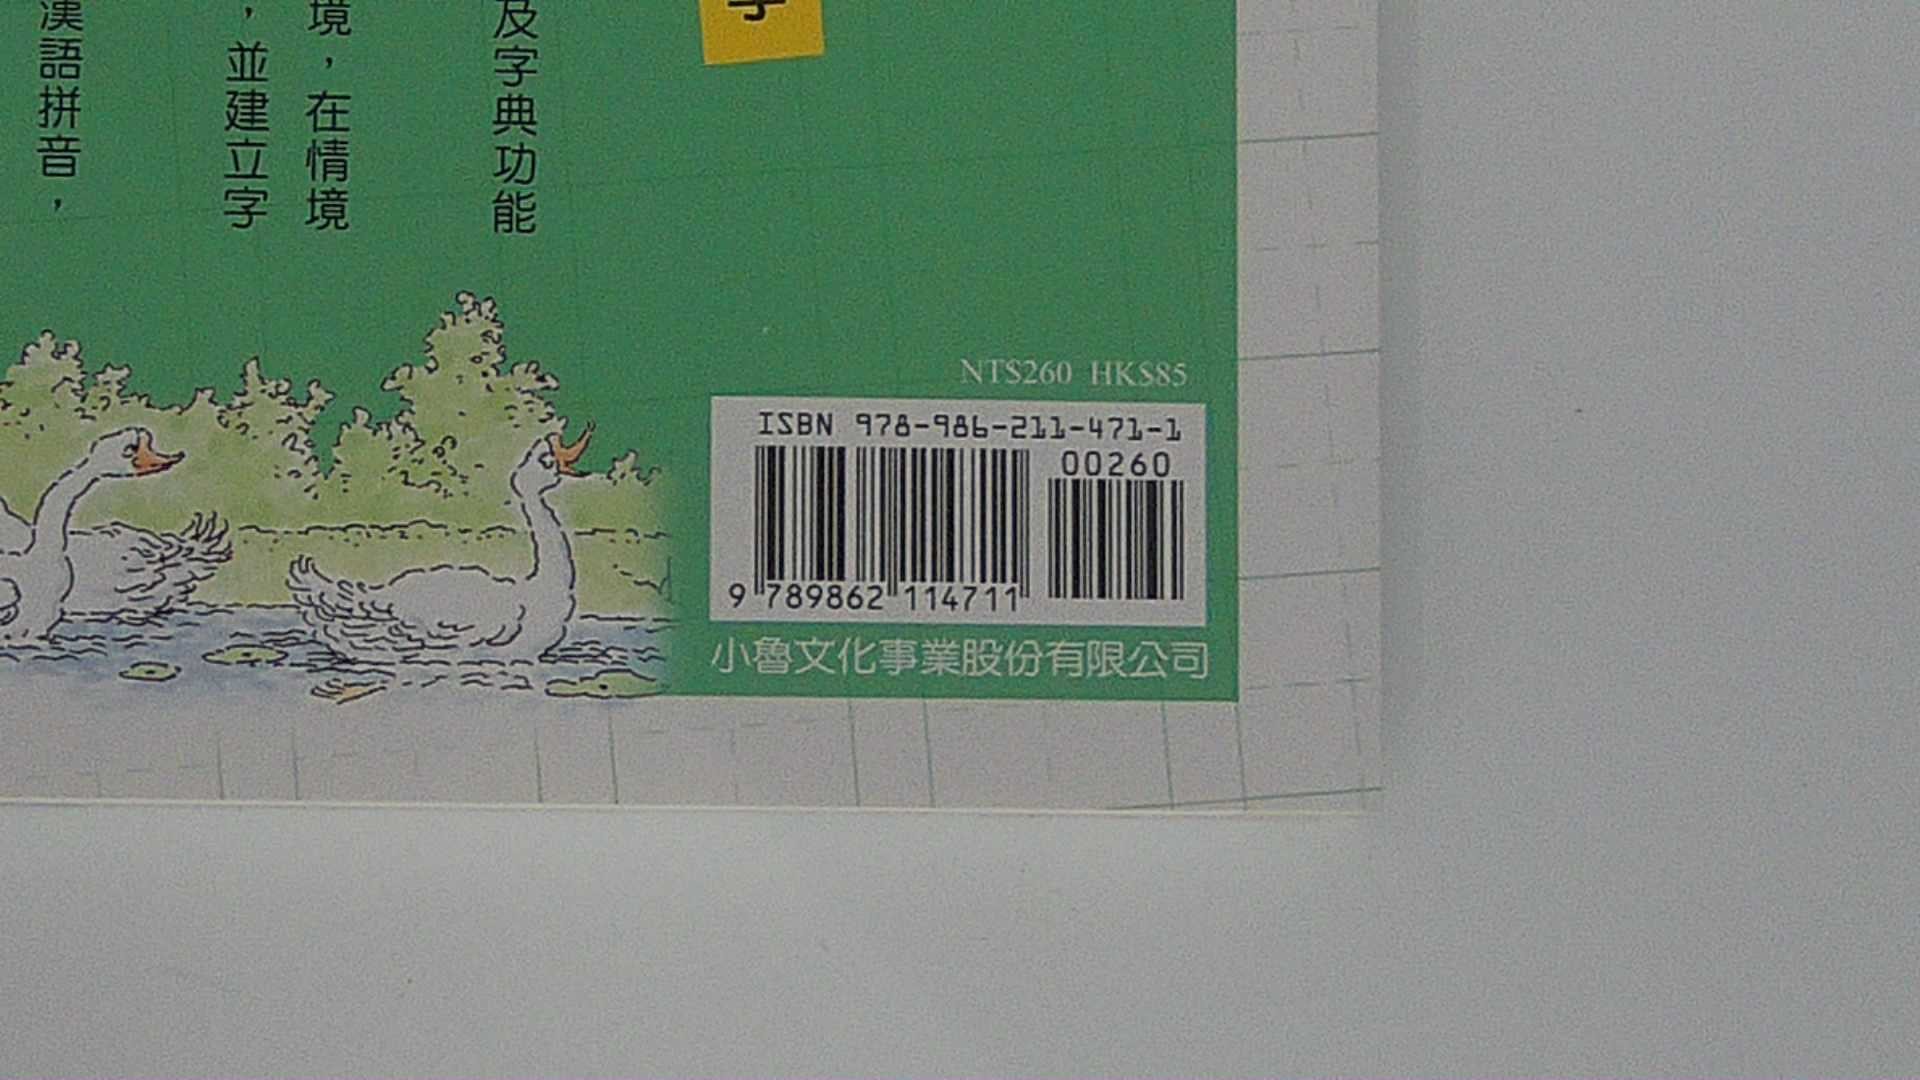 及字典功能
境，在情境
，並建立字
漢語拼音，
NT$260 HK$85
ISBN 978-986-211-471-1
00260
9 789862 114711
小魯文化事業股份有限公司